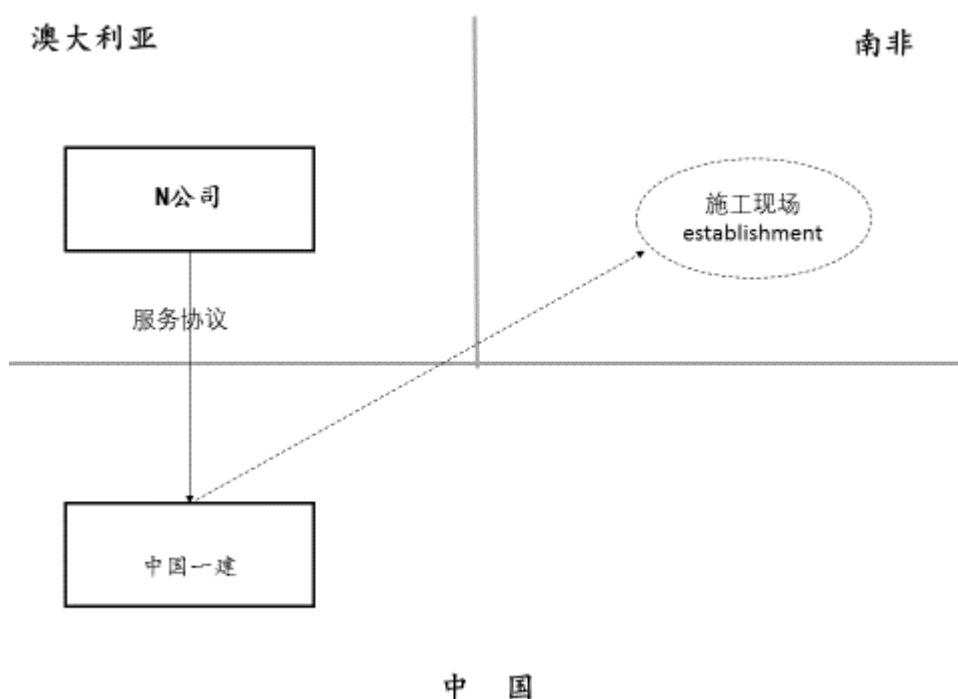 澳大利亚
南非
N公司
施工现场
establishment
服务协议
中国一建
中 国